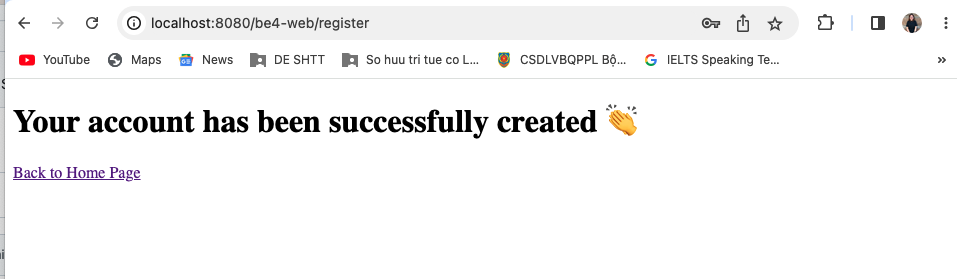 localhost:8080/be4-web/register
YouTube Maps News DE SHTT So huu tri tue co L... CSDLVBQPPL Bộ... IELTS Speaking Te... »
Your account has been successfully created 👏
Back to Home Page